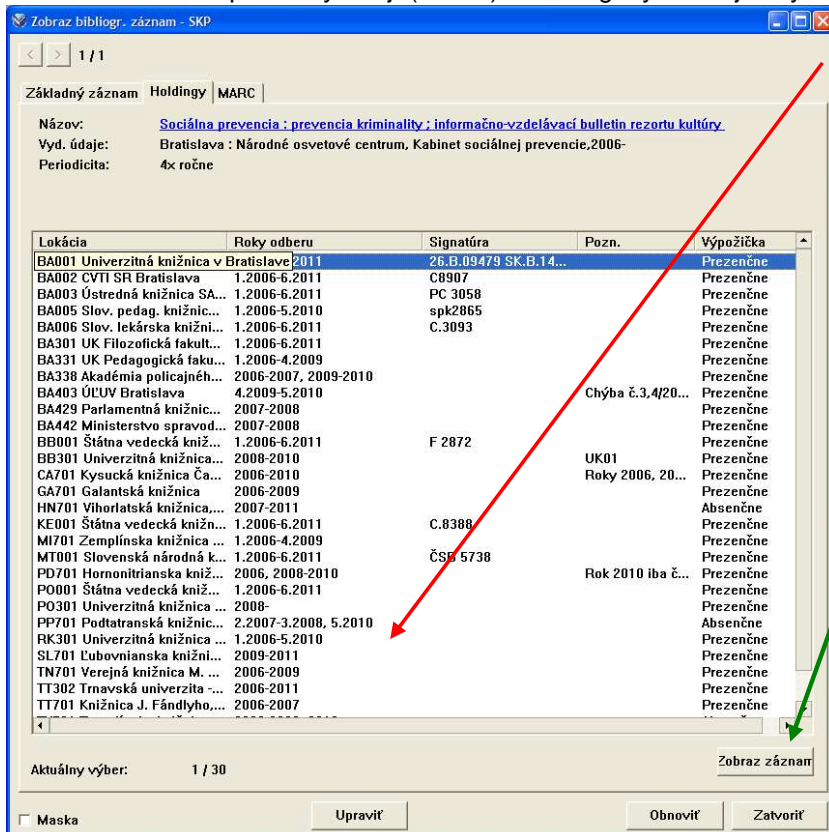 Zobraz bibliogr. záznam - SKP
< > 1 / 1
Základný záznam Holdingy MARC
Názov: Sociálna prevencia : prevencia kriminality ; informačno-vzdelávací bulletin rezortu kultúry
Vyd. údaje: Bratislava : Národné osvetové centrum, Kabinet sociálnej prevencie,2006-
Periodicita: 4x ročne
Lokácia Roky odberu Signatúra Pozn. Výpožička
BA001 Univerzitná knižnica v Bratislave 2011 26.B.09479 SK.B.14... Prezenčne
BA002 CVTI SR Bratislava 1.2006-6.2011 C8907 Prezenčne
BA003 Ústredná knižnica SA... 1.2006-6.2011 PC 3058 Prezenčne
BA005 Slov. pedag. knižnic... 1.2006-5.2010 spk2865 Prezenčne
BA006 Slov. lekárska knižni... 1.2006-6.2011 C.3093 Prezenčne
BA301 UK Filozofická fakult... 1.2006-6.2011 Prezenčne
BA331 UK Pedagogická faku... 1.2006-4.2009 Prezenčne
BA338 Akadémia policajnéh... 2006-2007, 2009-2010 Prezenčne
BA403 ÚĽUV Bratislava 4.2009-5.2010 Chýba č.3,4/20... Prezenčne
BA429 Parlamentná knižnic... 2007-2008 Prezenčne
BA442 Ministerstvo spravod... 2007-2008 Prezenčne
BB001 Štátna vedecká kniž... 1.2006-6.2011 F 2872 Prezenčne
BB301 Univerzitná knižnica... 2008-2010 UK01 Prezenčne
CA701 Kysucká knižnica Ča... 2006-2010 Roky 2006, 20... Prezenčne
GA701 Galantská knižnica 2006-2009 Prezenčne
HN701 Vihorlatská knižnica,... 2007-2011 Absenčne
KE001 Štátna vedecká knižn... 1.2006-6.2011 C.8388 Prezenčne
MI701 Zemplínska knižnica ... 1.2006-4.2009 Prezenčne
MT001 Slovenská národná k... 1.2006-6.2011 ČSB 5738 Prezenčne
PD701 Hornonitrianska kniž... 2006, 2008-2010 Rok 2010 iba č... Prezenčne
PO001 Štátna vedecká kniž... 1.2006-6.2011 Prezenčne
PO301 Univerzitná knižnica ... 2008- Prezenčne
PP701 Podtatranská knižnic... 2.2007-3.2008, 5.2010 Absenčne
RK301 Univerzitná knižnica ... 1.2006-5.2010 Prezenčne
SL701 Ľubovnianska knižni... 2009-2011 Prezenčne
TN701 Verejná knižnica M. ... 2006-2009 Prezenčne
TT302 Trnavská univerzita -... 2006-2011 Prezenčne
TT701 Knižnica J. Fándlyho,... 2006-2007 Prezenčne
Aktuálny výber: 1 / 30 Zobraz záznam
Maska Upraviť Obnoviť Zatvoriť